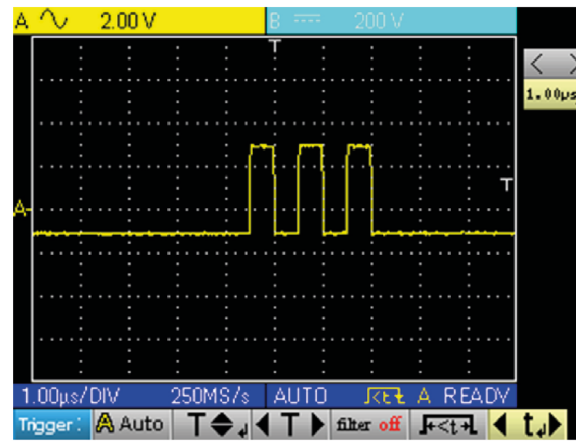 A 2.00 V B 200 V
T
< >
1.00µs
T
A
1.00µs/DIV 250MS/s AUTO <t A READY
Trigger: A Auto T T filter off <t t